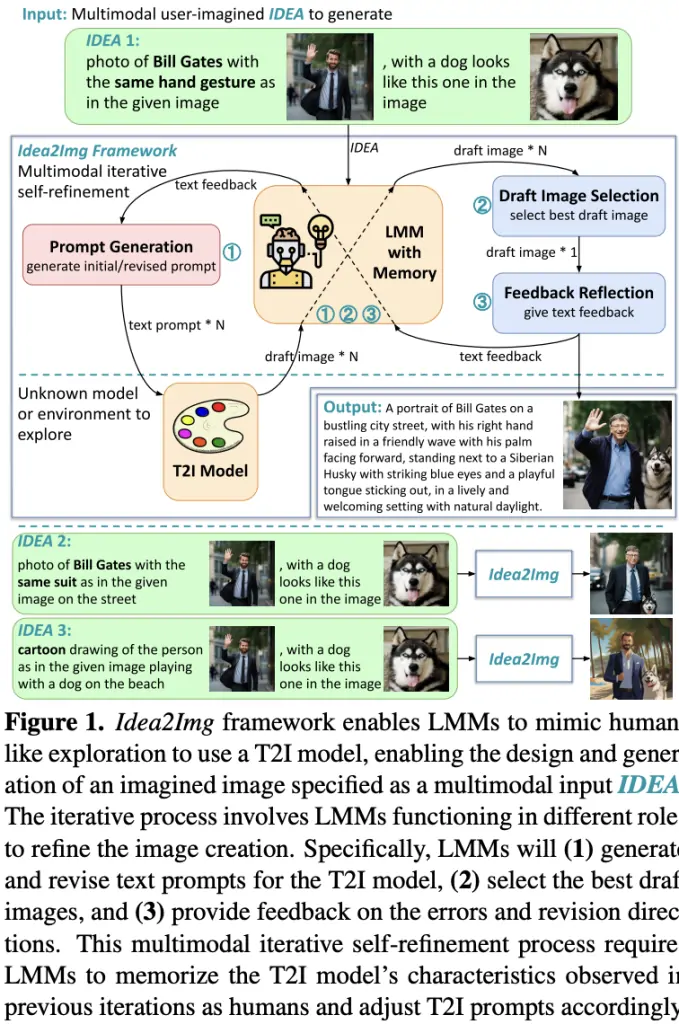 Input: Multimodal user-imagined IDEA to generate
IDEA 1:
photo of Bill Gates with
the same hand gesture as
in the given image
, with a dog looks
like this one in the
image
Idea2Img Framework
Multimodal iterative
self-refinement
IDEA
draft image * N
text feedback
Prompt Generation
generate initial/revised prompt
①
LMM
with
Memory
① ② ③
②
Draft Image Selection
select best draft image
draft image * 1
③
Feedback Reflection
give text feedback
text prompt * N
draft image * N
text feedback
Unknown model
or environment to
explore
T2I Model
Output: A portrait of Bill Gates on a
bustling city street, with his right hand
raised in a friendly wave with his palm
facing forward, standing next to a Siberian
Husky with striking blue eyes and a playful
tongue sticking out, in a lively and
welcoming setting with natural daylight.
IDEA 2:
photo of Bill Gates with the
same suit as in the given
image on the street
, with a dog
looks like this
one in the image
Idea2Img
IDEA 3:
cartoon drawing of the person
as in the given image playing
with a dog on the beach
, with a dog
looks like this
one in the image
Idea2Img
Figure 1. Idea2Img framework enables LMMs to mimic human
like exploration to use a T2I model, enabling the design and gener
ation of an imagined image specified as a multimodal input IDEA
The iterative process involves LMMs functioning in different role
to refine the image creation. Specifically, LMMs will (1) generate
and revise text prompts for the T2I model, (2) select the best draf
images, and (3) provide feedback on the errors and revision direc
tions. This multimodal iterative self-refinement process require
LMMs to memorize the T2I model's characteristics observed in
previous iterations as humans and adjust T2I prompts accordingly